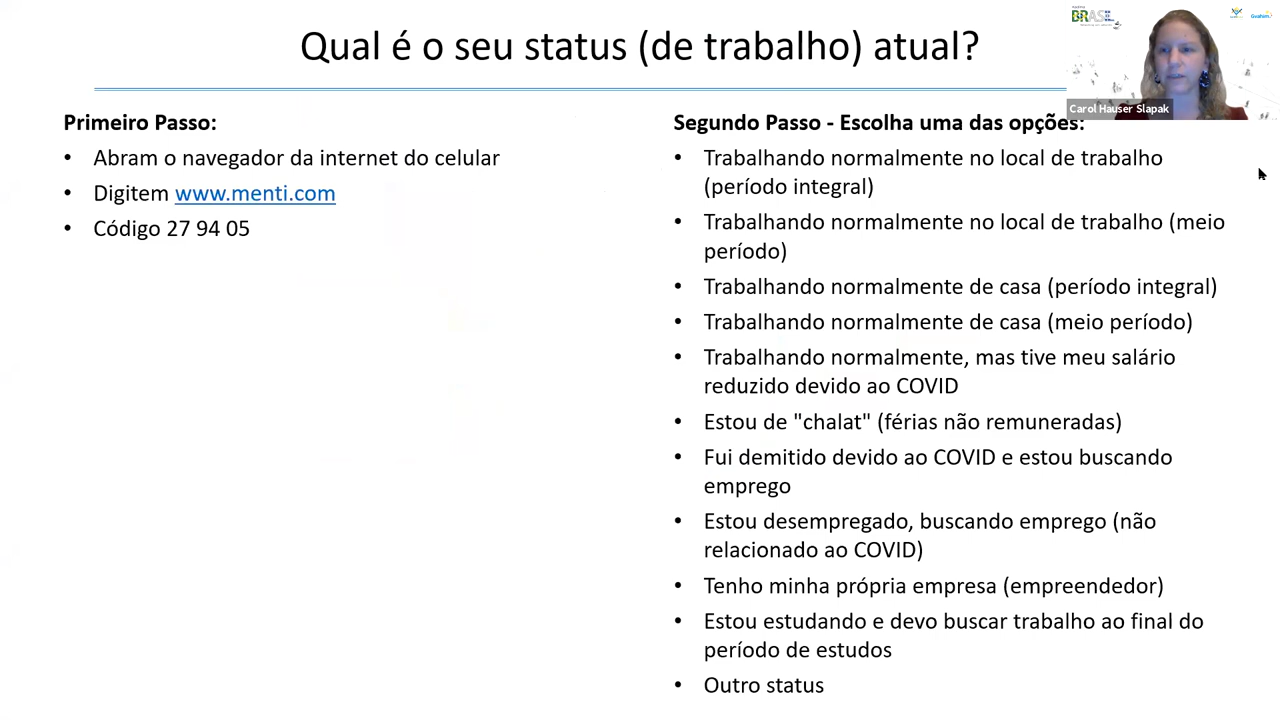 Qual é o seu status (de trabalho) atual?
BRASIL
Carol Hauser Slapak
Primeiro Passo:
• Abram o navegador da internet do celular
• Digitem www.menti.com
• Código 27 94 05
Segundo Passo - Escolha uma das opções:
• Trabalhando normalmente no local de trabalho
(período integral)
• Trabalhando normalmente no local de trabalho (meio
período)
• Trabalhando normalmente de casa (período integral)
• Trabalhando normalmente de casa (meio período)
• Trabalhando normalmente, mas tive meu salário
reduzido devido ao COVID
• Estou de "chalat" (férias não remuneradas)
• Fui demitido devido ao COVID e estou buscando
emprego
• Estou desempregado, buscando emprego (não
relacionado ao COVID)
• Tenho minha própria empresa (empreendedor)
• Estou estudando e devo buscar trabalho ao final do
período de estudos
• Outro status